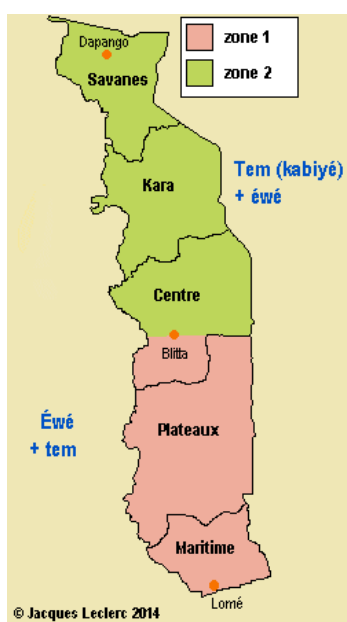 zone 1
zone 2
Dapango
Savanes
Kara
Tem (kabiyé)
+ éwé
Centre
Blitta
Éwé
+ tem
Plateaux
Maritime
Lomé
© Jacques Leclerc 2014